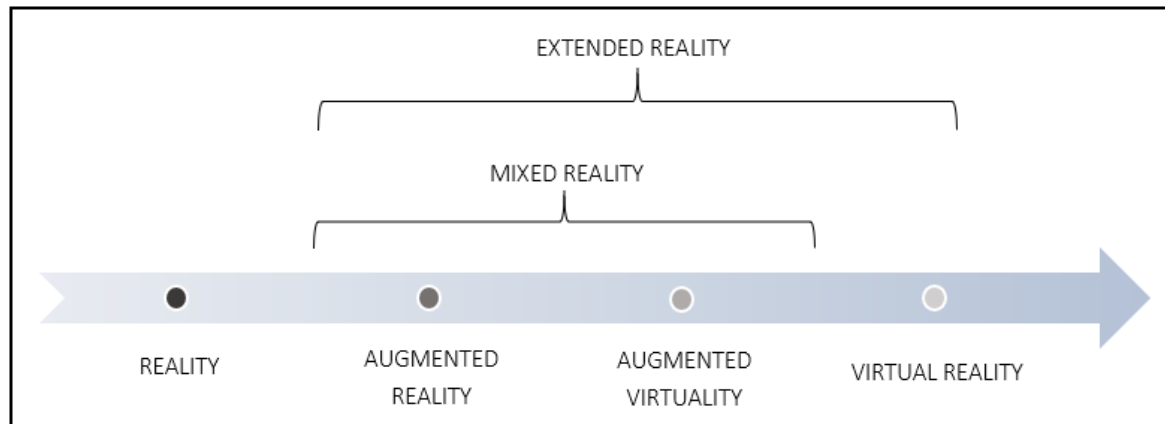 EXTENDED REALITY
MIXED REALITY
REALITY
AUGMENTED
REALITY
AUGMENTED
VIRTUALITY
VIRTUAL REALITY